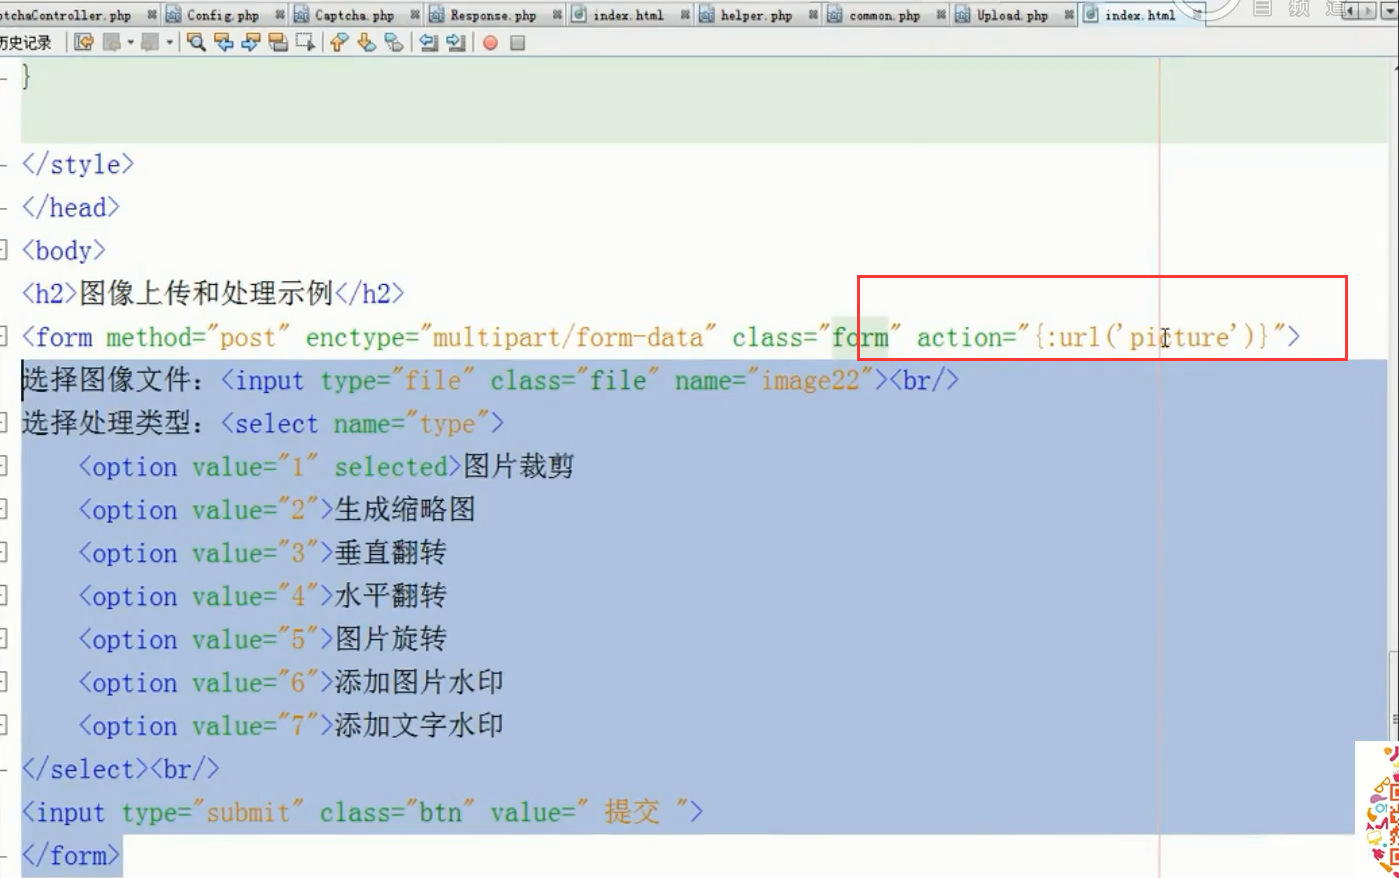 tchaController.php Config.php Captcha.php Response.php index.html helper.php common.php Upload.php index.html
历史记录
}
</style>
</head>
<body>
<h2>图像上传和处理示例</h2>
<form method="post" enctype="multipart/form-data" class="form" action="{:url('picture')}">
选择图像文件：<input type="file" class="file" name="image22"><br/>
选择处理类型：<select name="type">
<option value="1" selected>图片裁剪
<option value="2">生成缩略图
<option value="3">垂直翻转
<option value="4">水平翻转
<option value="5">图片旋转
<option value="6">添加图片水印
<option value="7">添加文字水印
</select><br/>
<input type="submit" class="btn" value=" 提交 ">
</form>